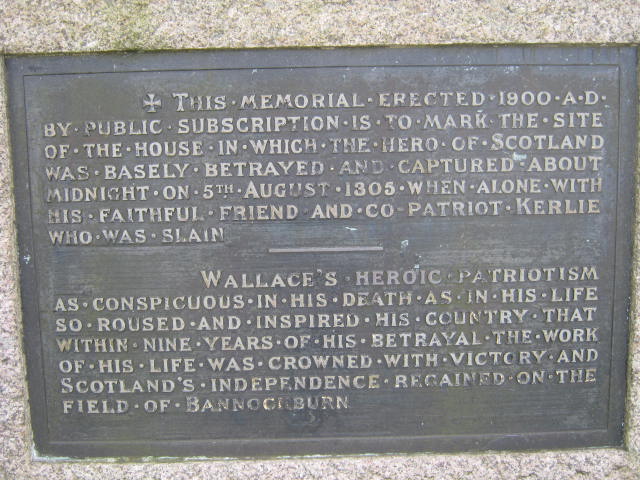 ✠ THIS·MEMORIAL·ERECTED·1900·A·D·
BY·PUBLIC·SUBSCRIPTION·IS·TO·MARK·THE·SITE
OF·THE·HOUSE·IN·WHICH·THE·HERO·OF·SCOTLAND
WAS·BASELY·BETRAYED·AND·CAPTURED·ABOUT
MIDNIGHT·ON·5TH·AUGUST·1305·WHEN·ALONE·WITH
HIS·FAITHFUL·FRIEND·AND·CO·PATRIOT·KERLIE
WHO·WAS·SLAIN
WALLACE'S·HEROIC·PATRIOTISM
AS·CONSPICUOUS·IN·HIS·DEATH·AS·IN·HIS·LIFE
SO·ROUSED·AND·INSPIRED·HIS·COUNTRY·THAT
WITHIN·NINE·YEARS·OF·HIS·BETRAYAL·THE·WORK
OF·HIS·LIFE·WAS·CROWNED·WITH·VICTORY·AND
SCOTLAND'S·INDEPENDENCE·REGAINED·ON·THE
FIELD·OF·BANNOCKBURN